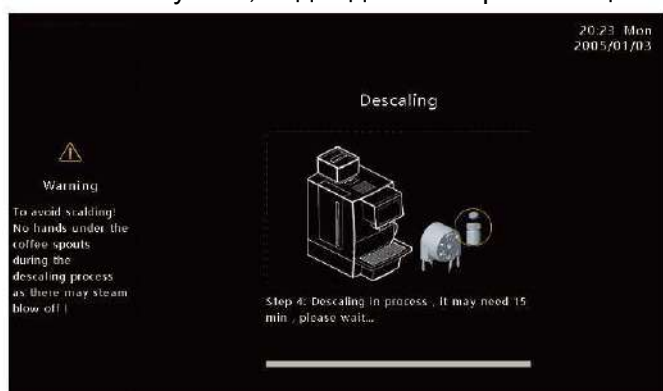 20:23 Mon
2005/01/03
Descaling
Warning
To avoid scalding!
No hands under the
coffee spouts
during the
descaling process
as there may steam
blow off !
Step 4: Descaling in process , it may need 15
min , please wait...